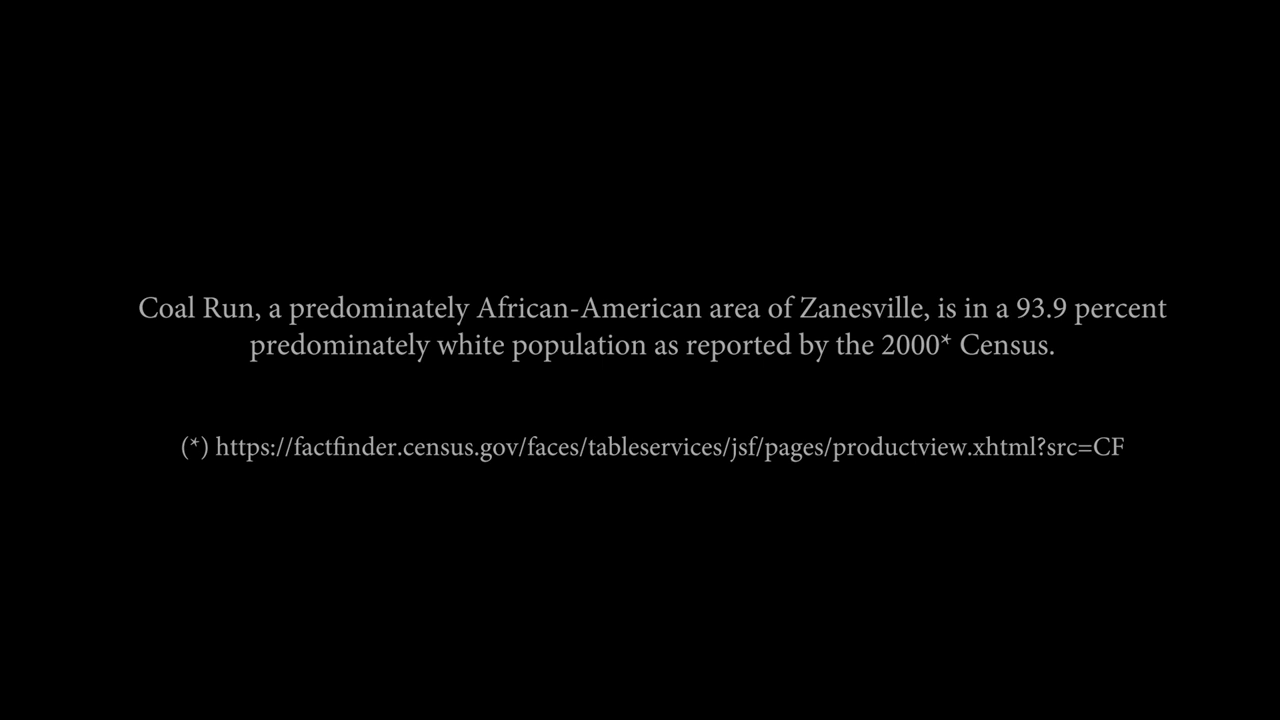 Coal Run, a predominately African-American area of Zanesville, is in a 93.9 percent
predominately white population as reported by the 2000* Census.
(*) https://factfinder.census.gov/faces/tableservices/jsf/pages/productview.xhtml?src=CF